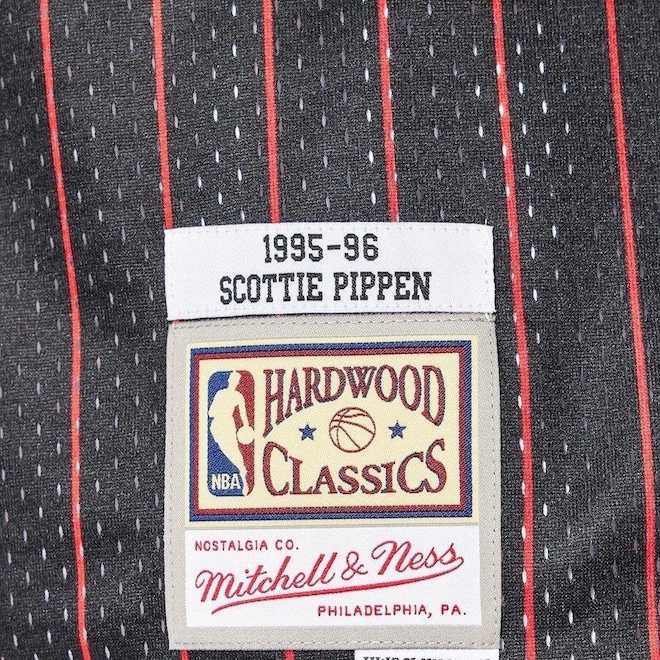 1995-96
SCOTTIE PIPPEN
HARDWOOD
CLASSICS
NBA
NOSTALGIA CO.
Mitchell & Ness
PHILADELPHIA, PA.